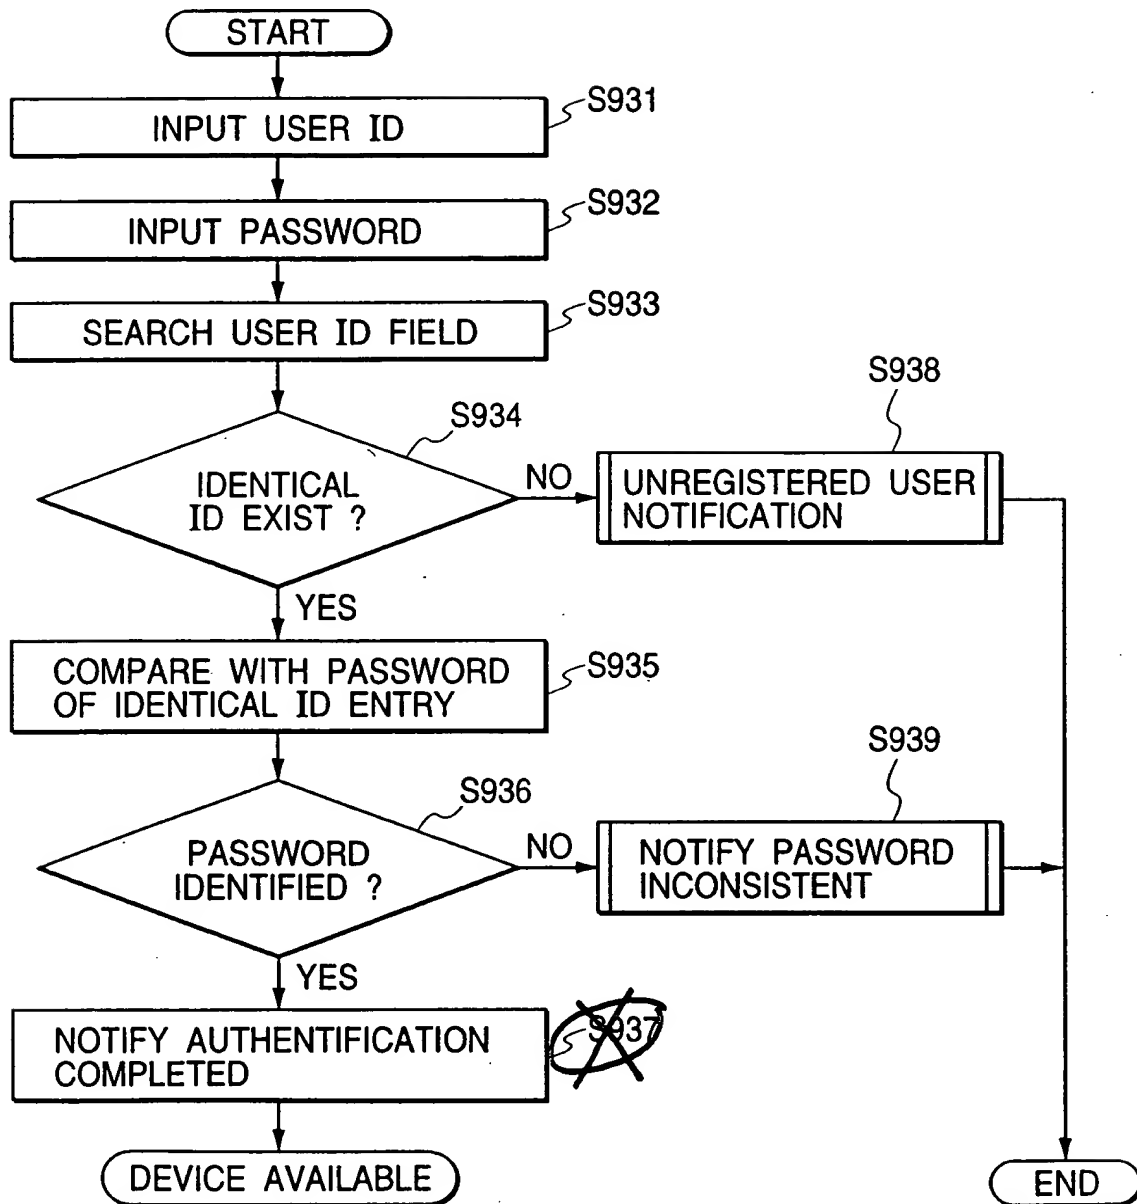 START
S931
INPUT USER ID
S932
INPUT PASSWORD
S933
SEARCH USER ID FIELD
S934
IDENTICAL
ID EXIST ?
NO
S938
UNREGISTERED USER
NOTIFICATION
YES
S935
COMPARE WITH PASSWORD
OF IDENTICAL ID ENTRY
S936
PASSWORD
IDENTIFIED ?
NO
S939
NOTIFY PASSWORD
INCONSISTENT
YES
S937
NOTIFY AUTHENTIFICATION
COMPLETED
DEVICE AVAILABLE
END